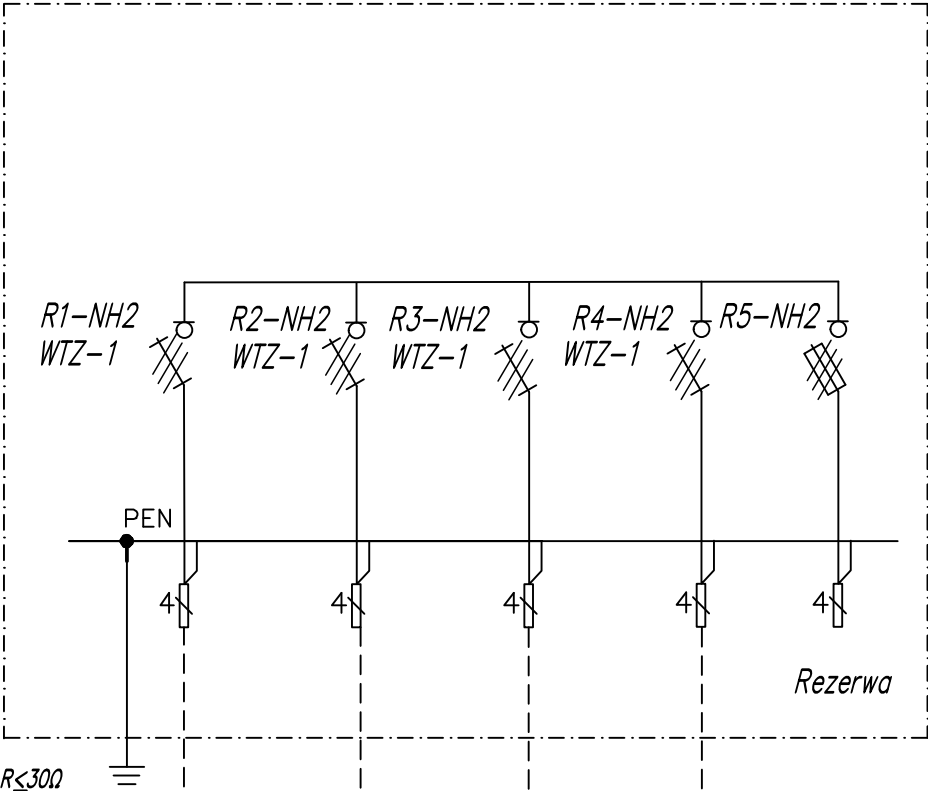 R1-NH2
WTZ-1
R2-NH2
WTZ-1
R3-NH2
WTZ-1
R4-NH2
WTZ-1
R5-NH2
PEN
4
4
4
4
4
Rezerwa
R≤30Ω